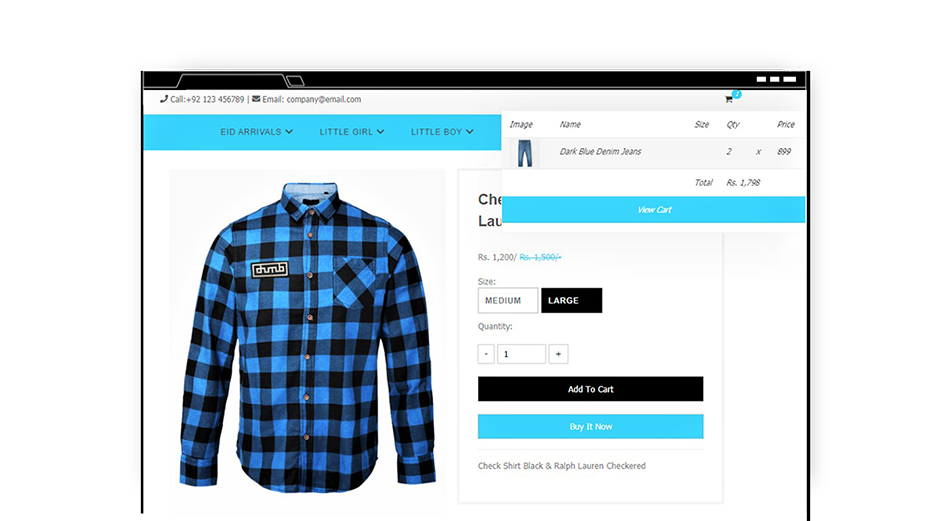 Call:+92 123 456789 | Email: company@email.com
EID ARRIVALS LITTLE GIRL LITTLE BOY
Image Name Size Qty Price
Dark Blue Denim Jeans 2 x 899
Total Rs. 1,798
View Cart
dumb
Rs. 1,200/ Rs. 1,500/-
Size:
MEDIUM LARGE
Quantity:
- 1 +
Add To Cart
Buy It Now
Check Shirt Black & Ralph Lauren Checkered